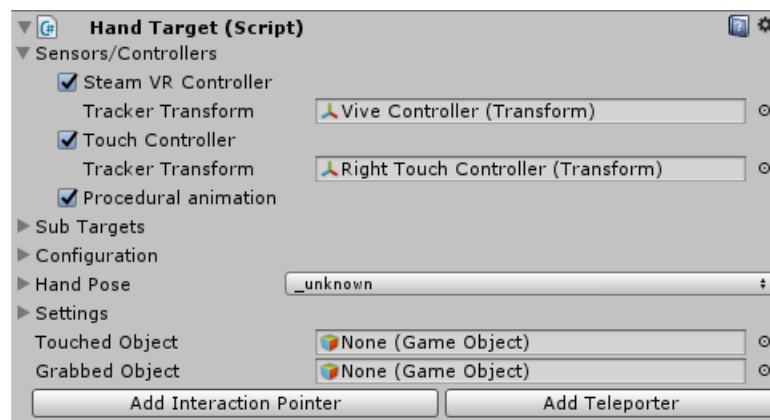 Hand Target (Script)
Sensors/Controllers
Steam VR Controller
Tracker Transform Vive Controller (Transform)
Touch Controller
Tracker Transform Right Touch Controller (Transform)
Procedural animation
Sub Targets
Configuration
Hand Pose _unknown
Settings
Touched Object None (Game Object)
Grabbed Object None (Game Object)
Add Interaction Pointer Add Teleporter